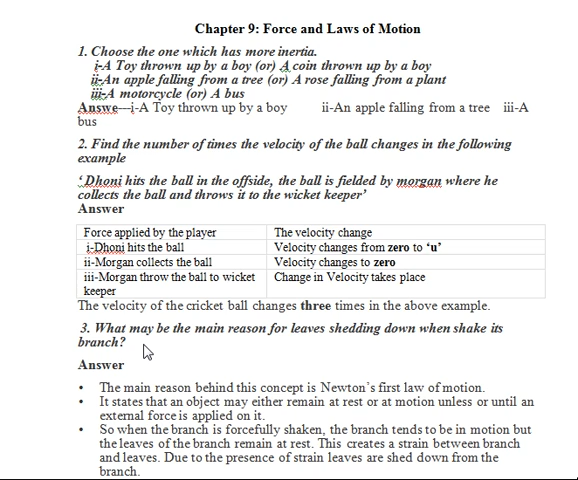 Chapter 9: Force and Laws of Motion
1. Choose the one which has more inertia.
i-A Toy thrown up by a boy (or) A coin thrown up by a boy
ii-An apple falling from a tree (or) A rose falling from a plant
iii-A motorcycle (or) A bus
Answe---i-A Toy thrown up by a boy ii-An apple falling from a tree iii-A
bus
2. Find the number of times the velocity of the ball changes in the following
example
‘Dhoni hits the ball in the offside, the ball is fielded by morgan where he
collects the ball and throws it to the wicket keeper’
Answer
Force applied by the player The velocity change
i-Dhoni hits the ball Velocity changes from zero to ‘u’
ii-Morgan collects the ball Velocity changes to zero
iii-Morgan throw the ball to wicket Change in Velocity takes place
keeper
The velocity of the cricket ball changes three times in the above example.
3. What may be the main reason for leaves shedding down when shake its
branch?
Answer
• The main reason behind this concept is Newton’s first law of motion.
• It states that an object may either remain at rest or at motion unless or until an
external force is applied on it.
• So when the branch is forcefully shaken, the branch tends to be in motion but
the leaves of the branch remain at rest. This creates a strain between branch
and leaves. Due to the presence of strain leaves are shed down from the
branch.